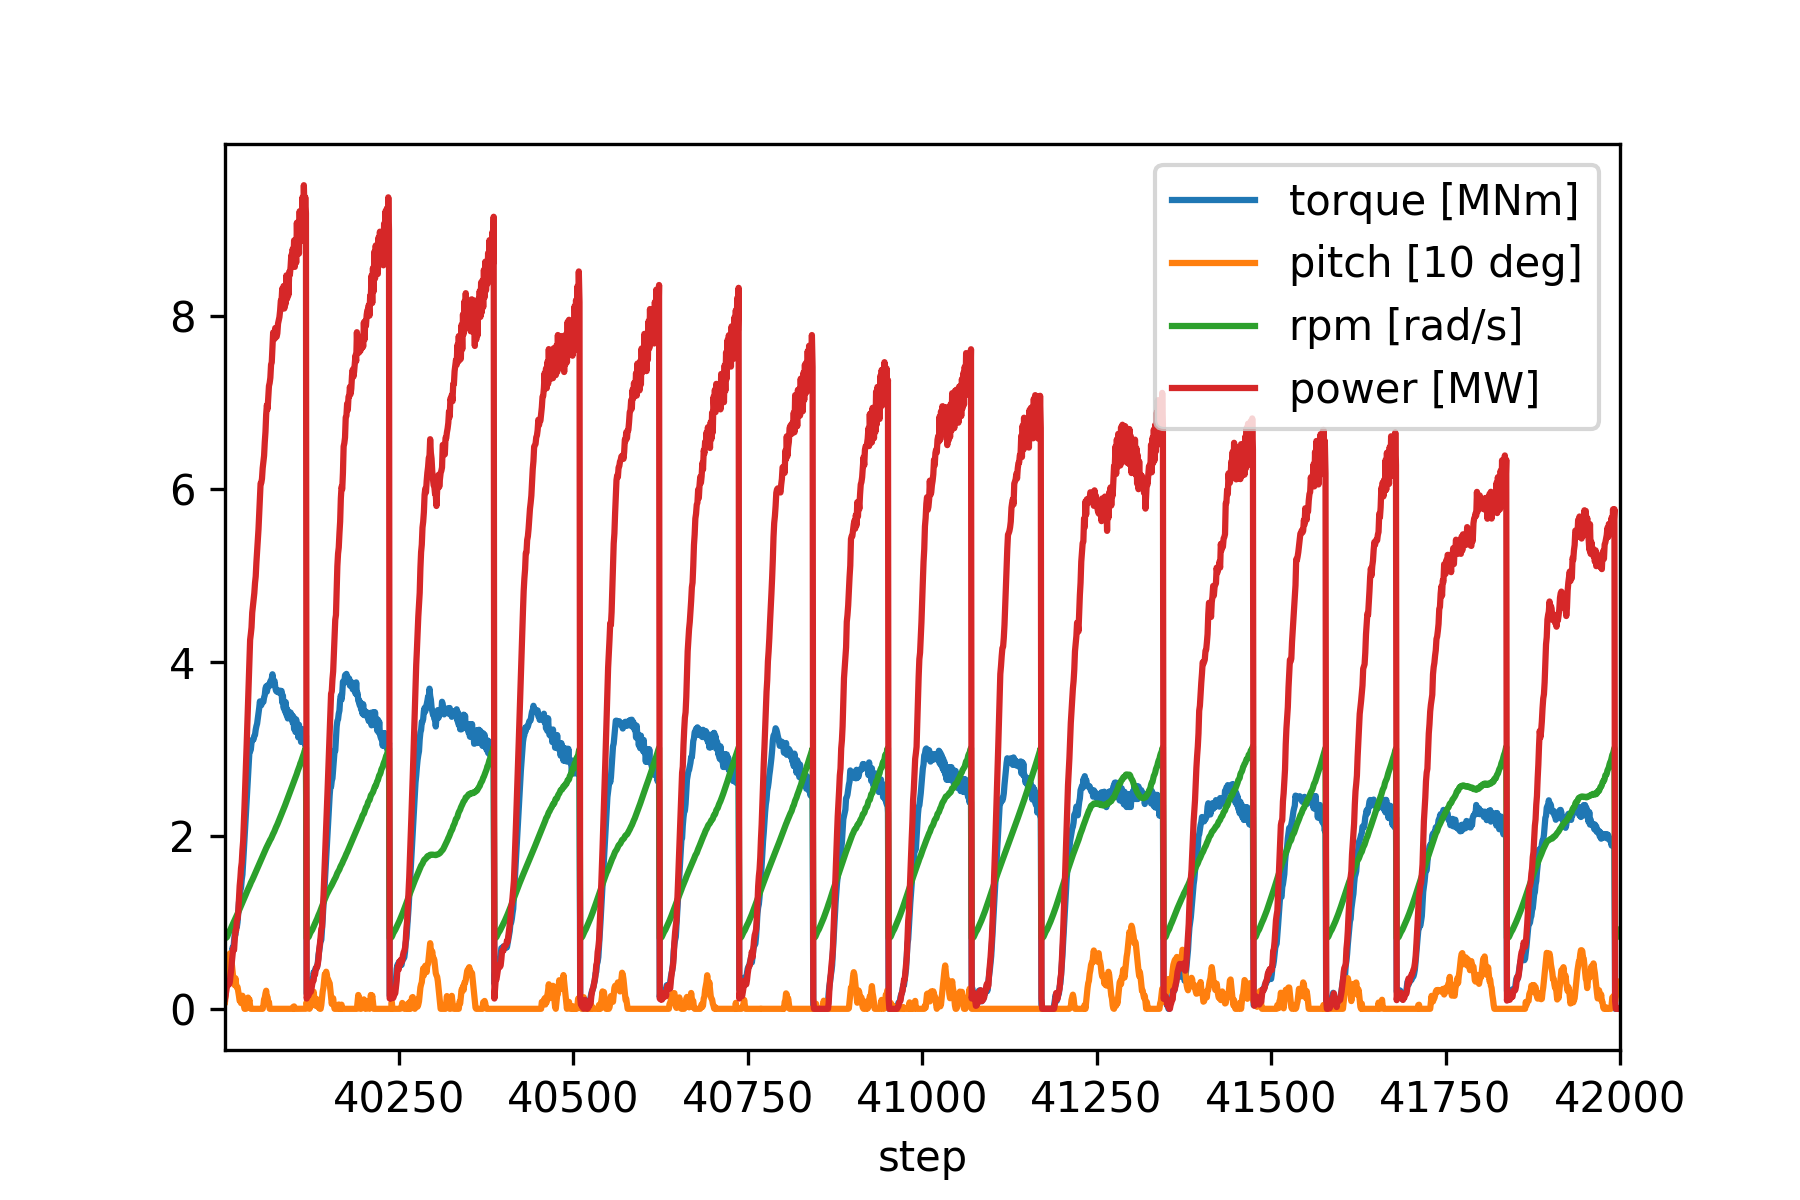 torque [MNm]
pitch [10 deg]
rpm [rad/s]
power [MW]
8
6
4
2
0
40250 40500 40750 41000 41250 41500 41750 42000
step